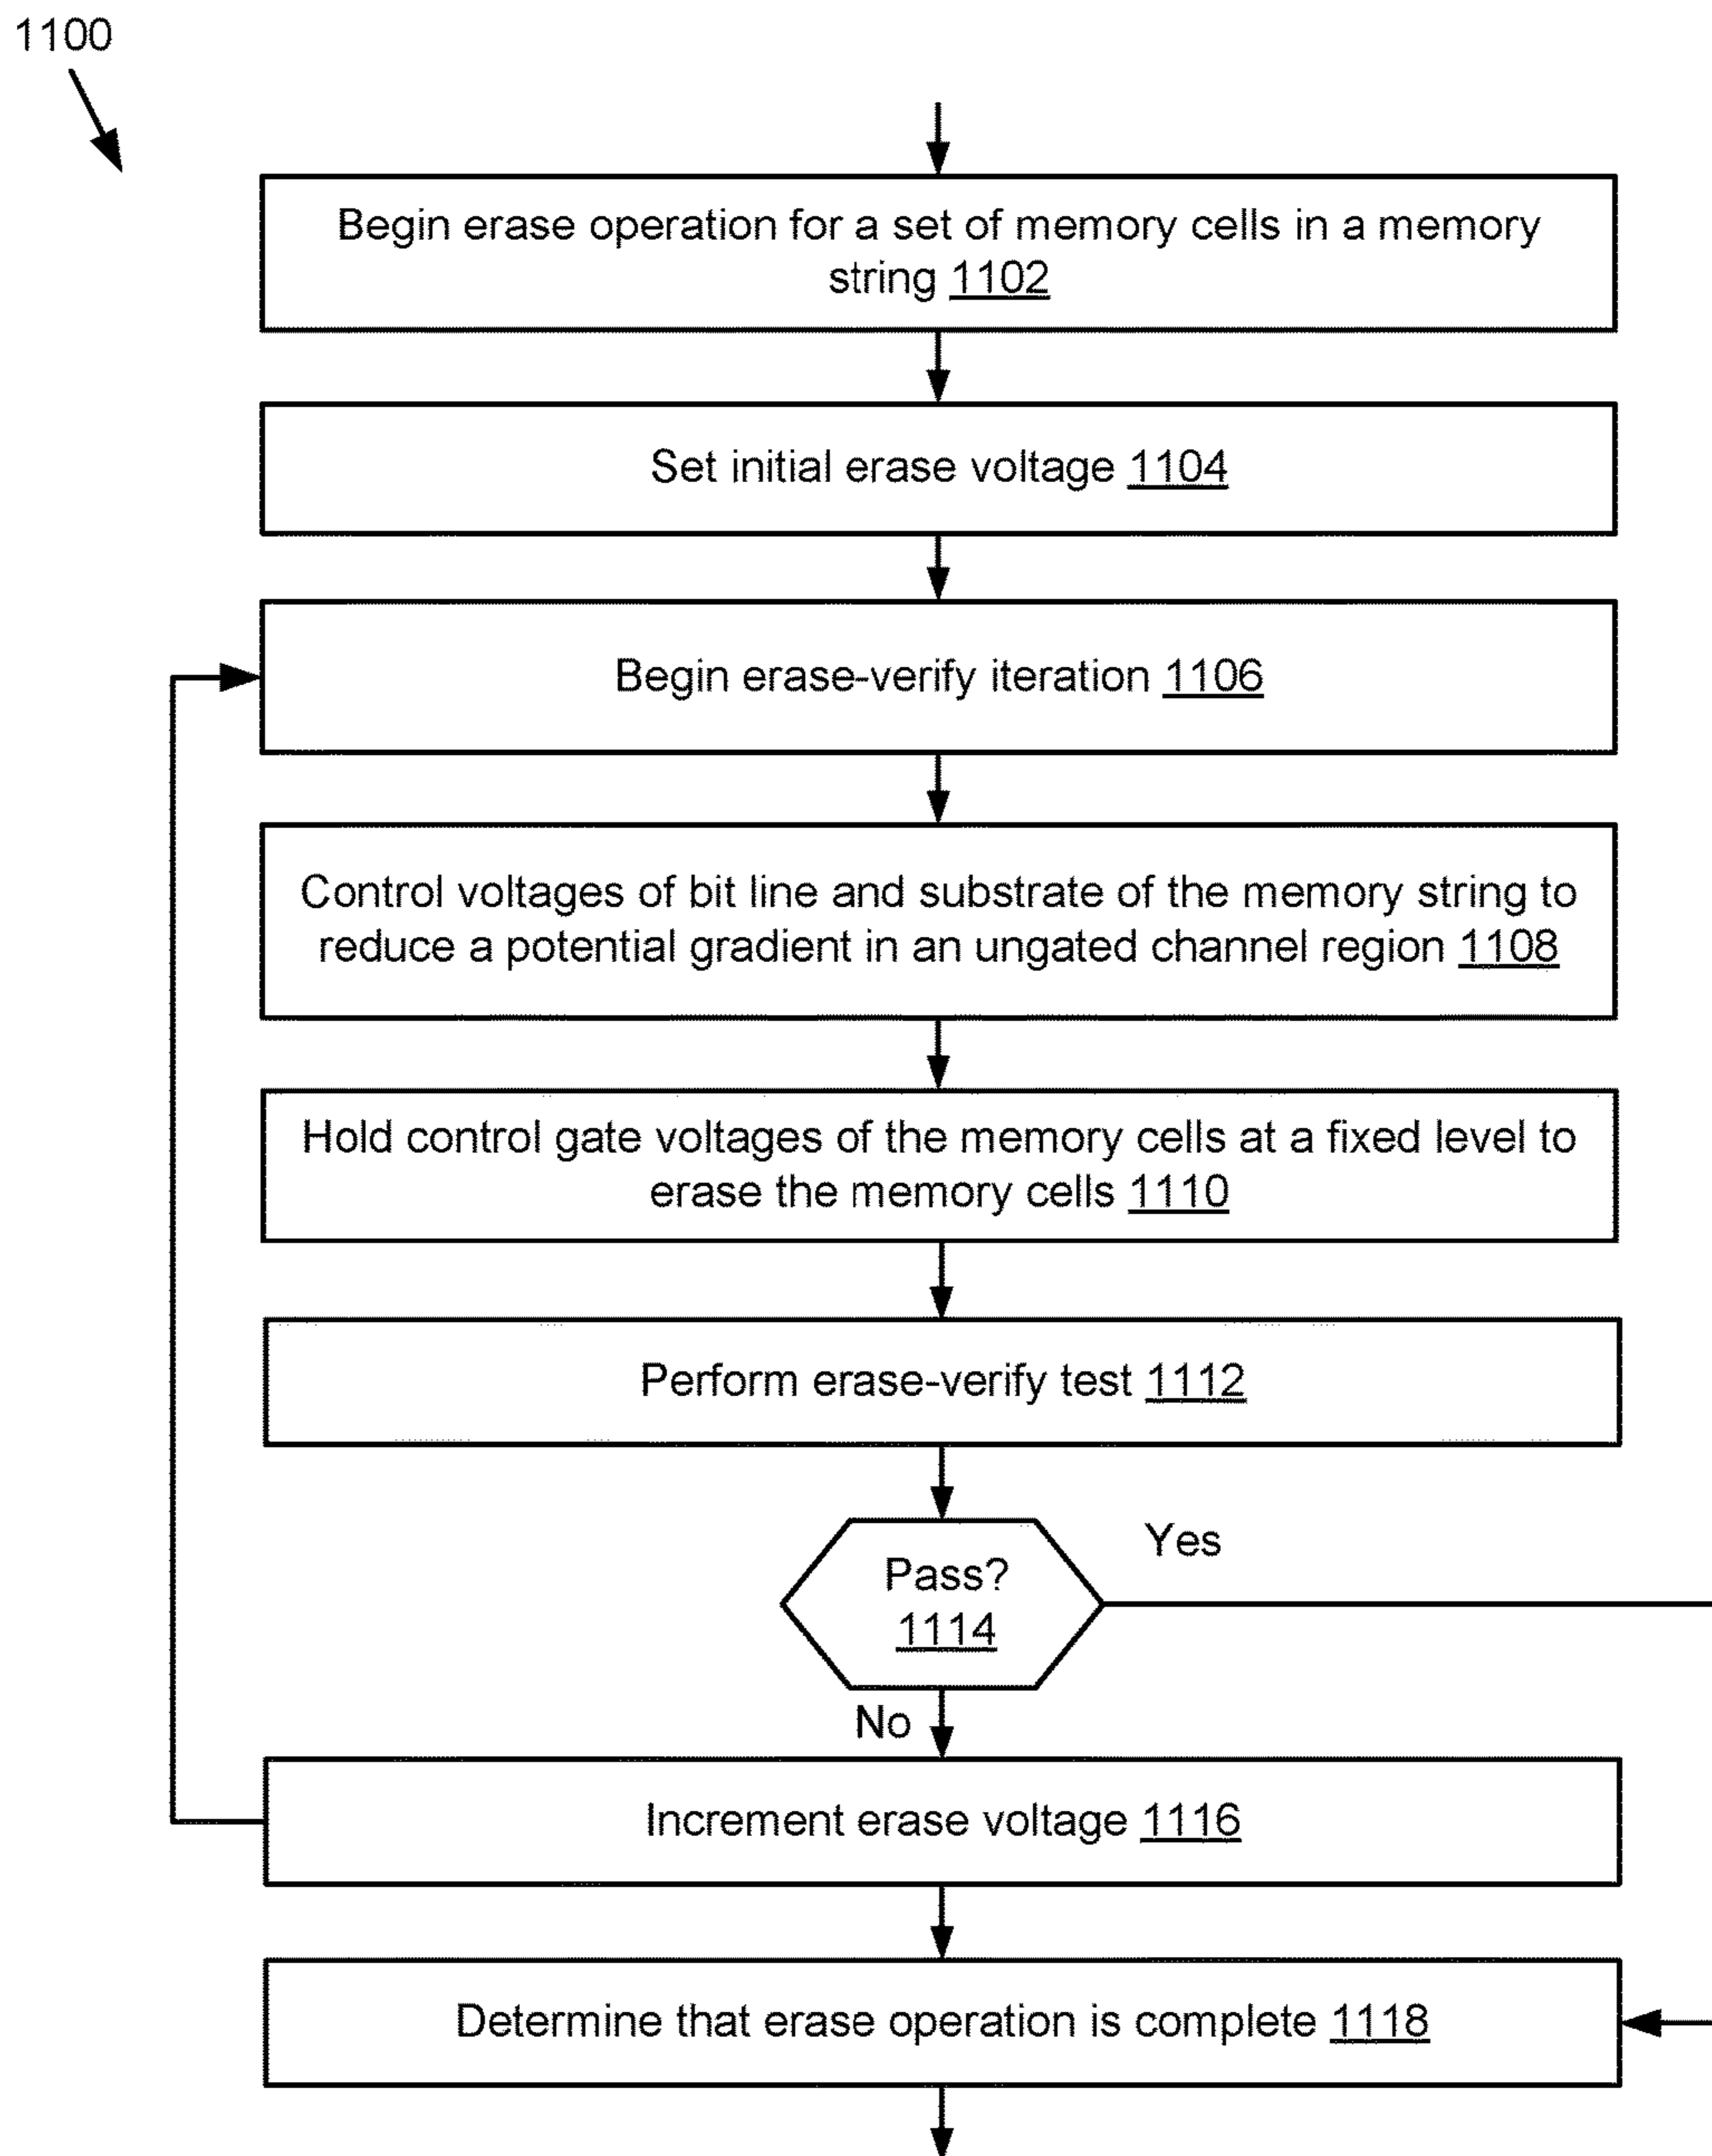 1100
Begin erase operation for a set of memory cells in a memory
string 1102
Set initial erase voltage 1104
Begin erase-verify iteration 1106
Control voltages of bit line and substrate of the memory string to
reduce a potential gradient in an ungated channel region 1108
Hold control gate voltages of the memory cells at a fixed level to
erase the memory cells 1110
Perform erase-verify test 1112
Yes
Pass?
1114
No
Increment erase voltage 1116
Determine that erase operation is complete 1118